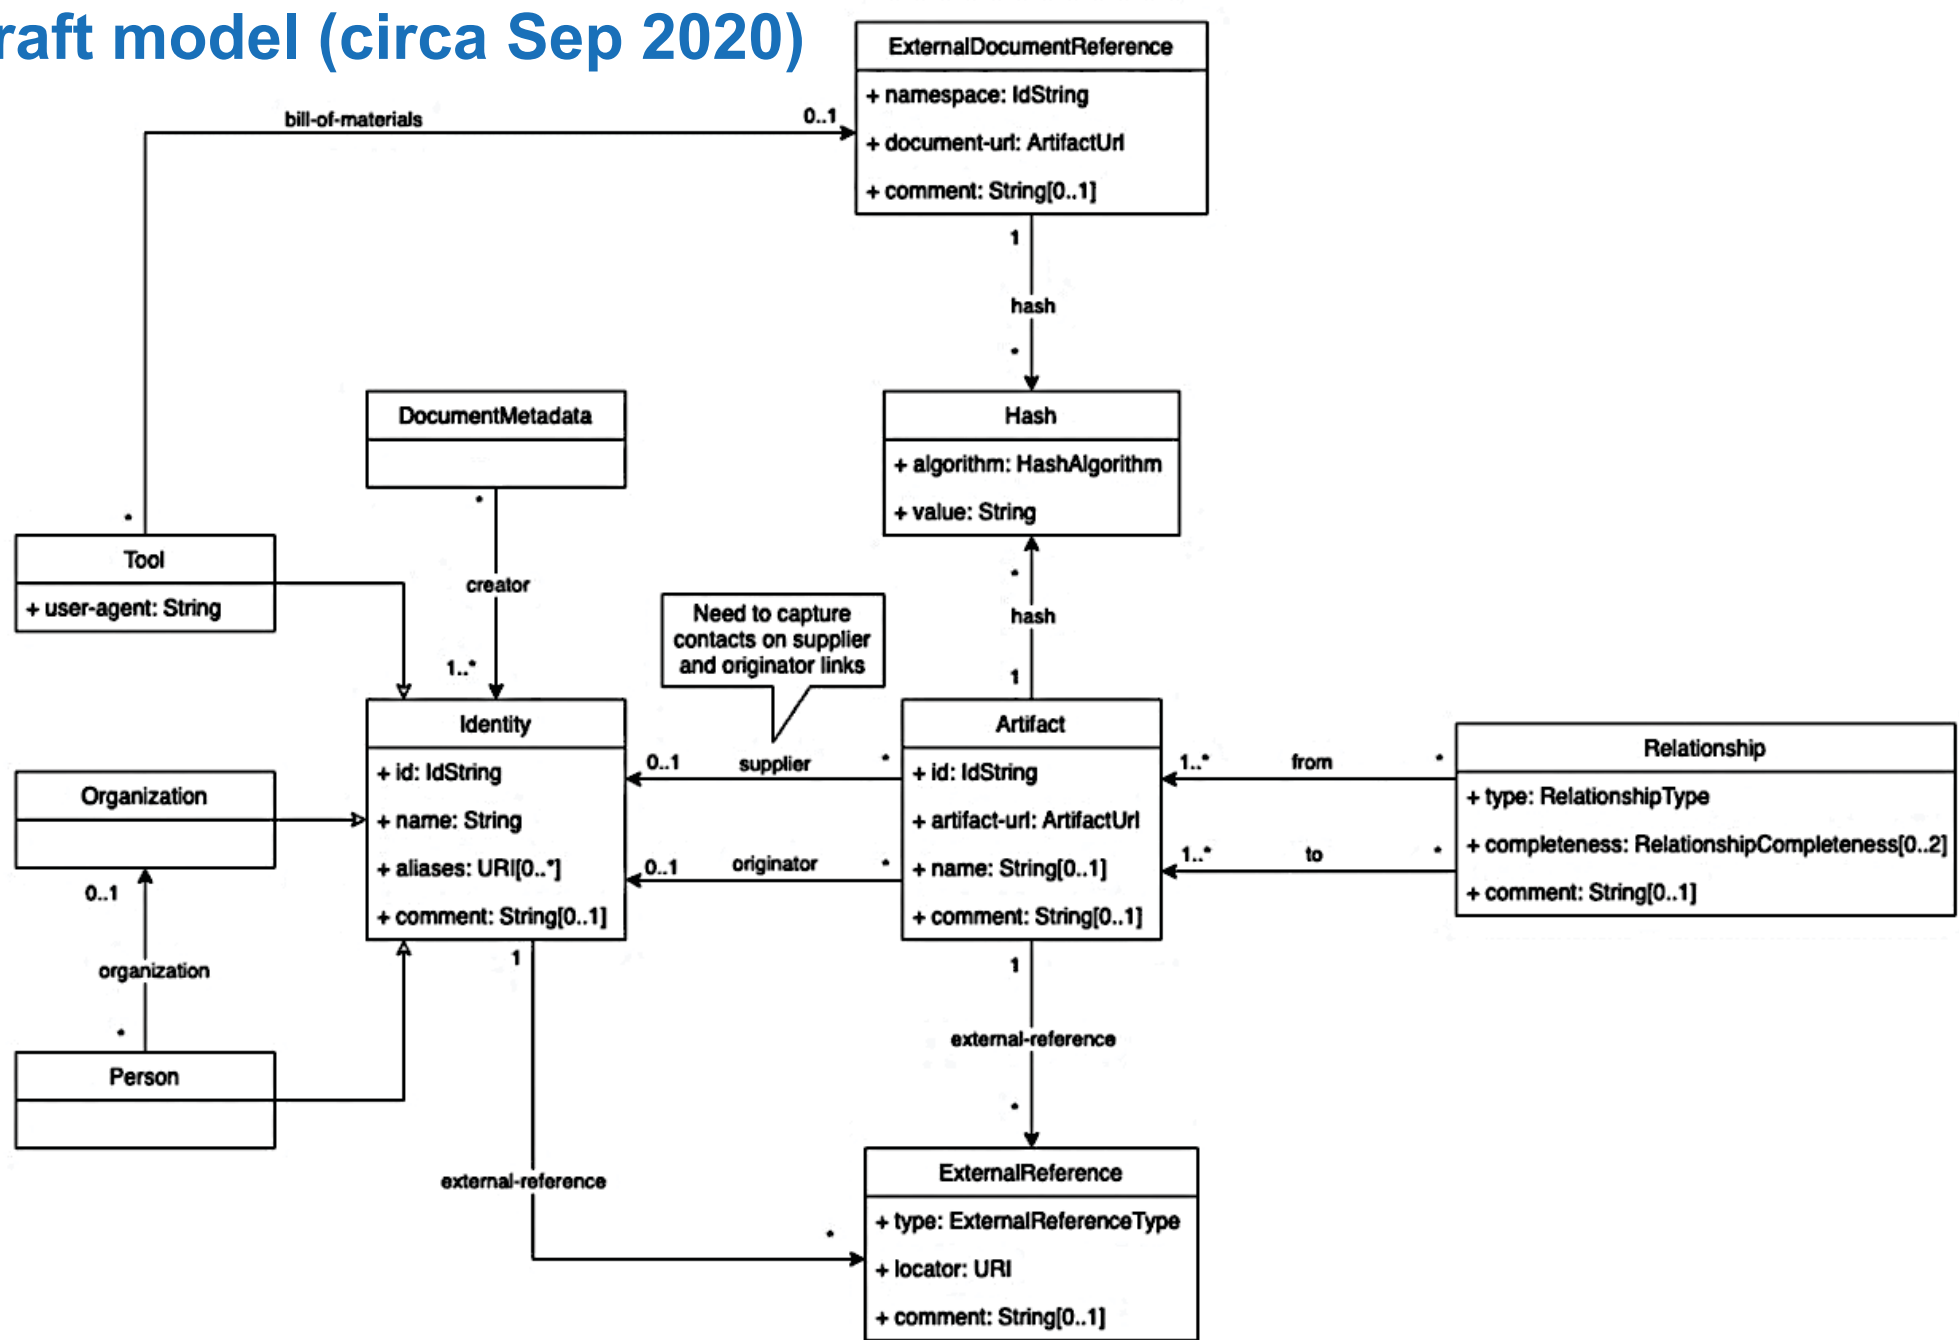 raft model (circa Sep 2020)
ExternalDocumentReference
+ namespace: IdString
+ document-url: ArtifactUrl
+ comment: String[0..1]
bill-of-materials
0..1
*
1
hash
*
DocumentMetadata
*
creator
1..*
Hash
+ algorithm: HashAlgorithm
+ value: String
*
hash
1
Tool
+ user-agent: String
Need to capture
contacts on supplier
and originator links
Identity
+ id: IdString
+ name: String
+ aliases: URI[0..*]
+ comment: String[0..1]
0..1
supplier
*
0..1
originator
*
Artifact
+ id: IdString
+ artifact-url: ArtifactUrl
+ name: String[0..1]
+ comment: String[0..1]
1..*
from
*
1..*
to
*
Relationship
+ type: RelationshipType
+ completeness: RelationshipCompleteness[0..2]
+ comment: String[0..1]
Organization
0..1
organization
*
Person
1
external-reference
*
1
external-reference
*
ExternalReference
+ type: ExternalReferenceType
+ locator: URI
+ comment: String[0..1]